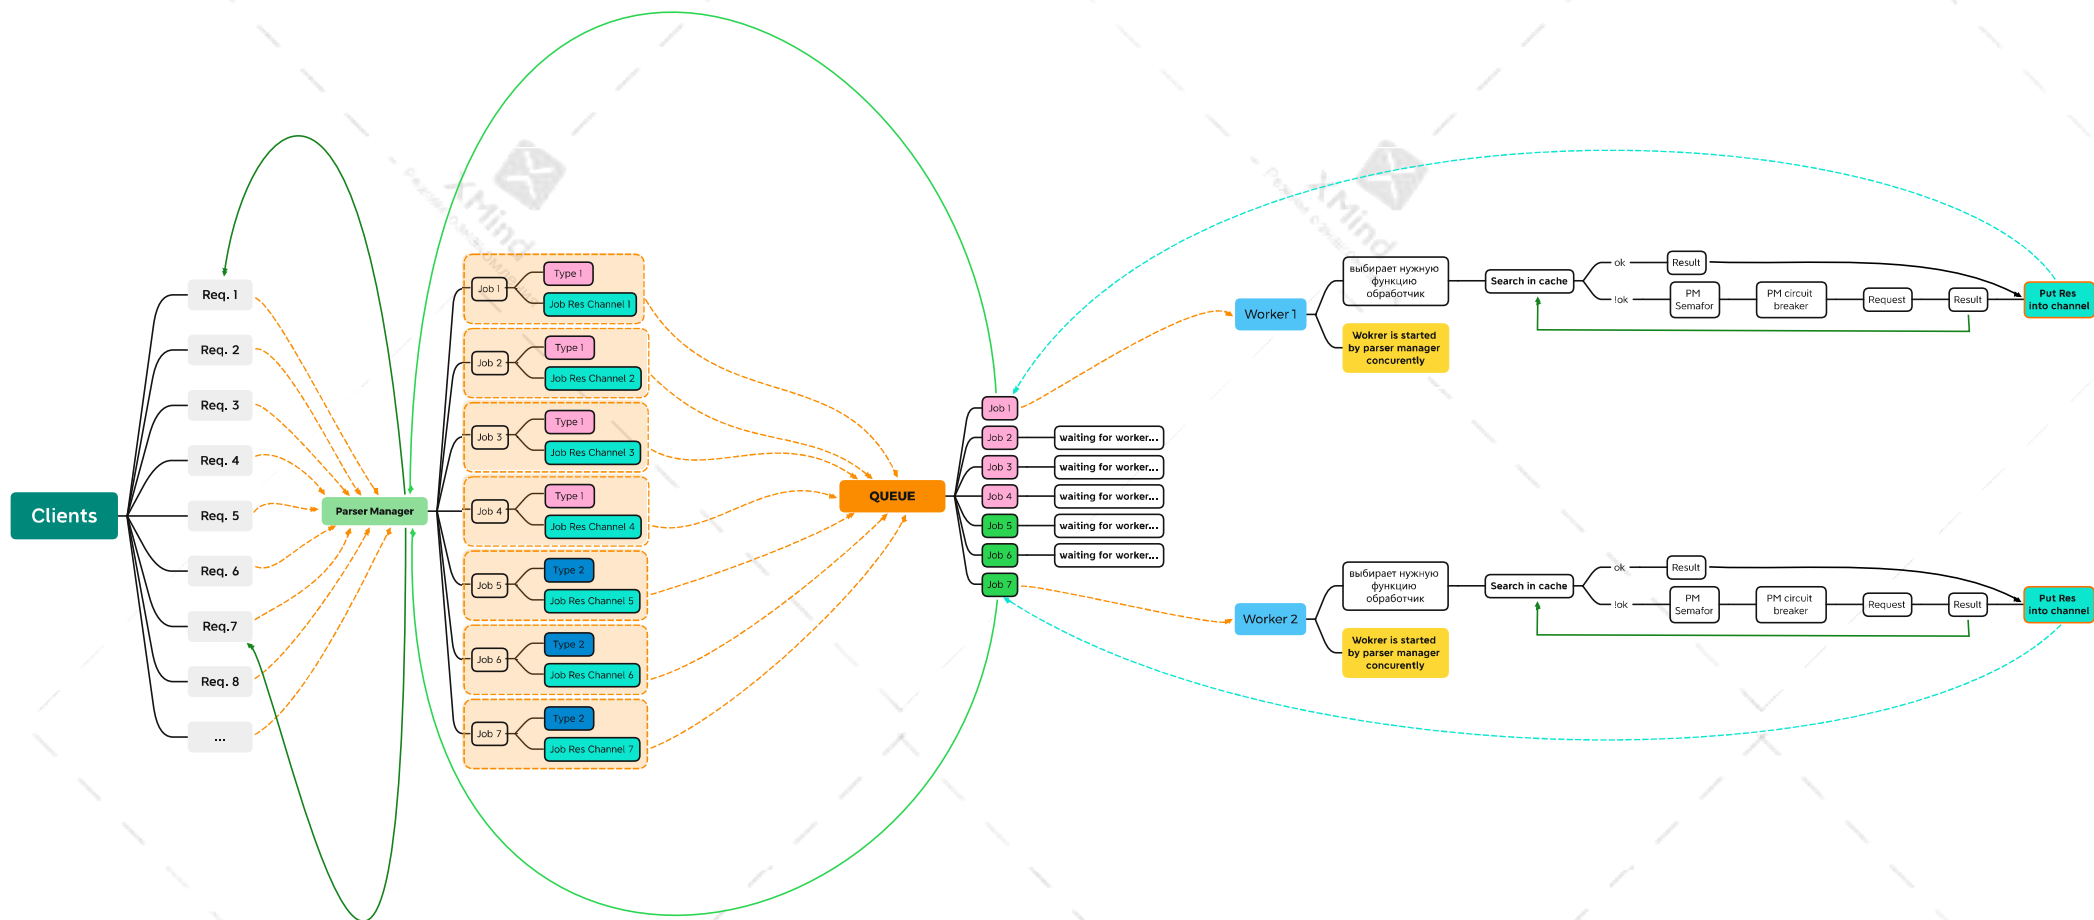 Clients
Req. 1
Req. 2
Req. 3
Req. 4
Req. 5
Req. 6
Req.7
Req. 8
...
Parser Manager
Job 1
Type 1
Job Res Channel 1
Job 2
Type 1
Job Res Channel 2
Job 3
Type 1
Job Res Channel 3
Job 4
Type 1
Job Res Channel 4
Job 5
Type 2
Job Res Channel 5
Job 6
Type 2
Job Res Channel 6
Job 7
Type 2
Job Res Channel 7
QUEUE
Job 1
Job 2
waiting for worker...
Job 3
waiting for worker...
Job 4
waiting for worker...
Job 5
waiting for worker...
Job 6
waiting for worker...
Job 7
Worker 1
выбирает нужную
функцию
обработчик
Wokrer is started
by parser manager
concurently
Search in cache
ok
Result
!ok
PM
Semafor
PM circuit
breaker
Request
Result
Put Res
into channel
Worker 2
выбирает нужную
функцию
обработчик
Wokrer is started
by parser manager
concurently
Search in cache
ok
Result
!ok
PM
Semafor
PM circuit
breaker
Request
Result
Put Res
into channel
XMind
XMind